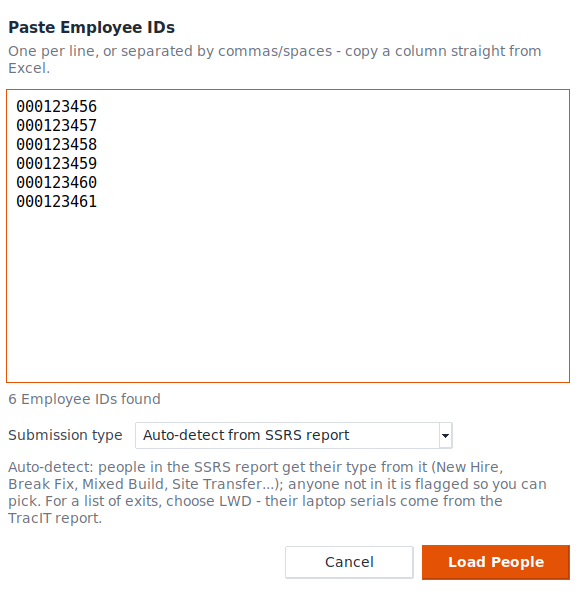 Paste Employee IDs
One per line, or separated by commas/spaces - copy a column straight from
Excel.
000123456
000123457
000123458
000123459
000123460
000123461
6 Employee IDs found
Submission type
Auto-detect from SSRS report
Auto-detect: people in the SSRS report get their type from it (New Hire,
Break Fix, Mixed Build, Site Transfer...); anyone not in it is flagged so you can
pick. For a list of exits, choose LWD - their laptop serials come from the
TracIT report.
Cancel
Load People